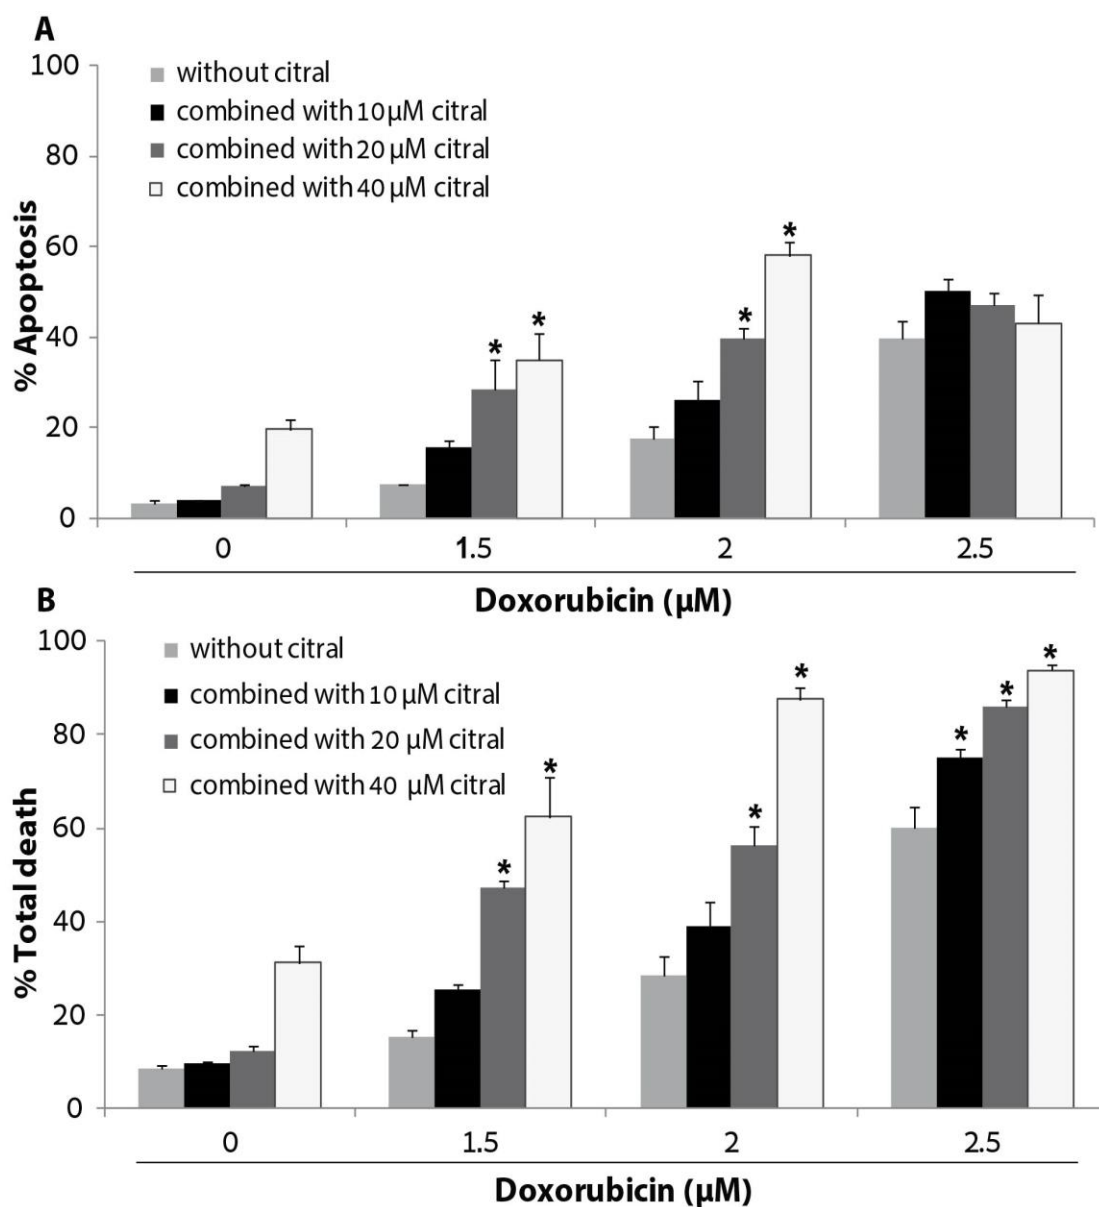 A
100
80
60
40
20
0
% Apoptosis
without citral
combined with 10 µM citral
combined with 20 µM citral
combined with 40 µM citral
* * * *
0 1.5 2 2.5
Doxorubicin (µM)
B
100
80
60
40
20
0
% Total death
without citral
combined with 10 µM citral
combined with 20 µM citral
combined with 40 µM citral
* * * * * * *
0 1.5 2 2.5
Doxorubicin (µM)